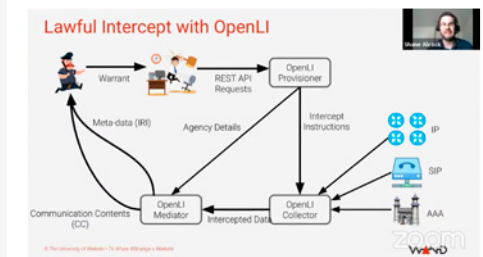 Lawful Intercept with OpenLI
Shane Alcock
Warrant
REST API
Requests
OpenLI
Provisioner
Meta-data (IRI)
Agency Details
Intercept
Instructions
IP
SIP
AAA
OpenLI
Mediator
Intercepted Data
OpenLI
Collector
Communication Contents
(CC)
© The University of Waikato • Te Whare Wānanga o Waikato
WAND
zoom